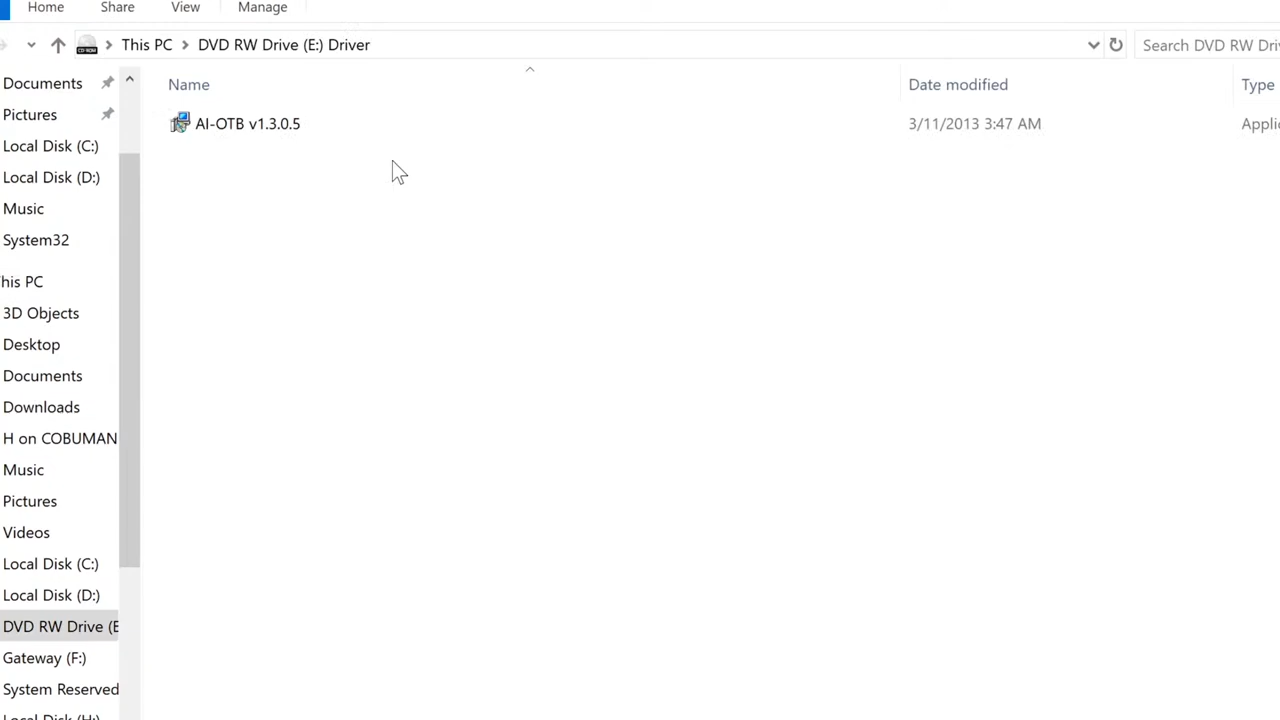 Home Share View Manage
This PC DVD RW Drive (E:) Driver Search DVD RW Dri
Name Date modified Type
AI-OTB v1.3.0.5 3/11/2013 3:47 AM Appli
Documents
Pictures
Local Disk (C:)
Local Disk (D:)
Music
System32
his PC
3D Objects
Desktop
Documents
Downloads
H on COBUMAN
Music
Pictures
Videos
Local Disk (C:)
Local Disk (D:)
DVD RW Drive (E
Gateway (F:)
System Reserved
Local Disk (H:)